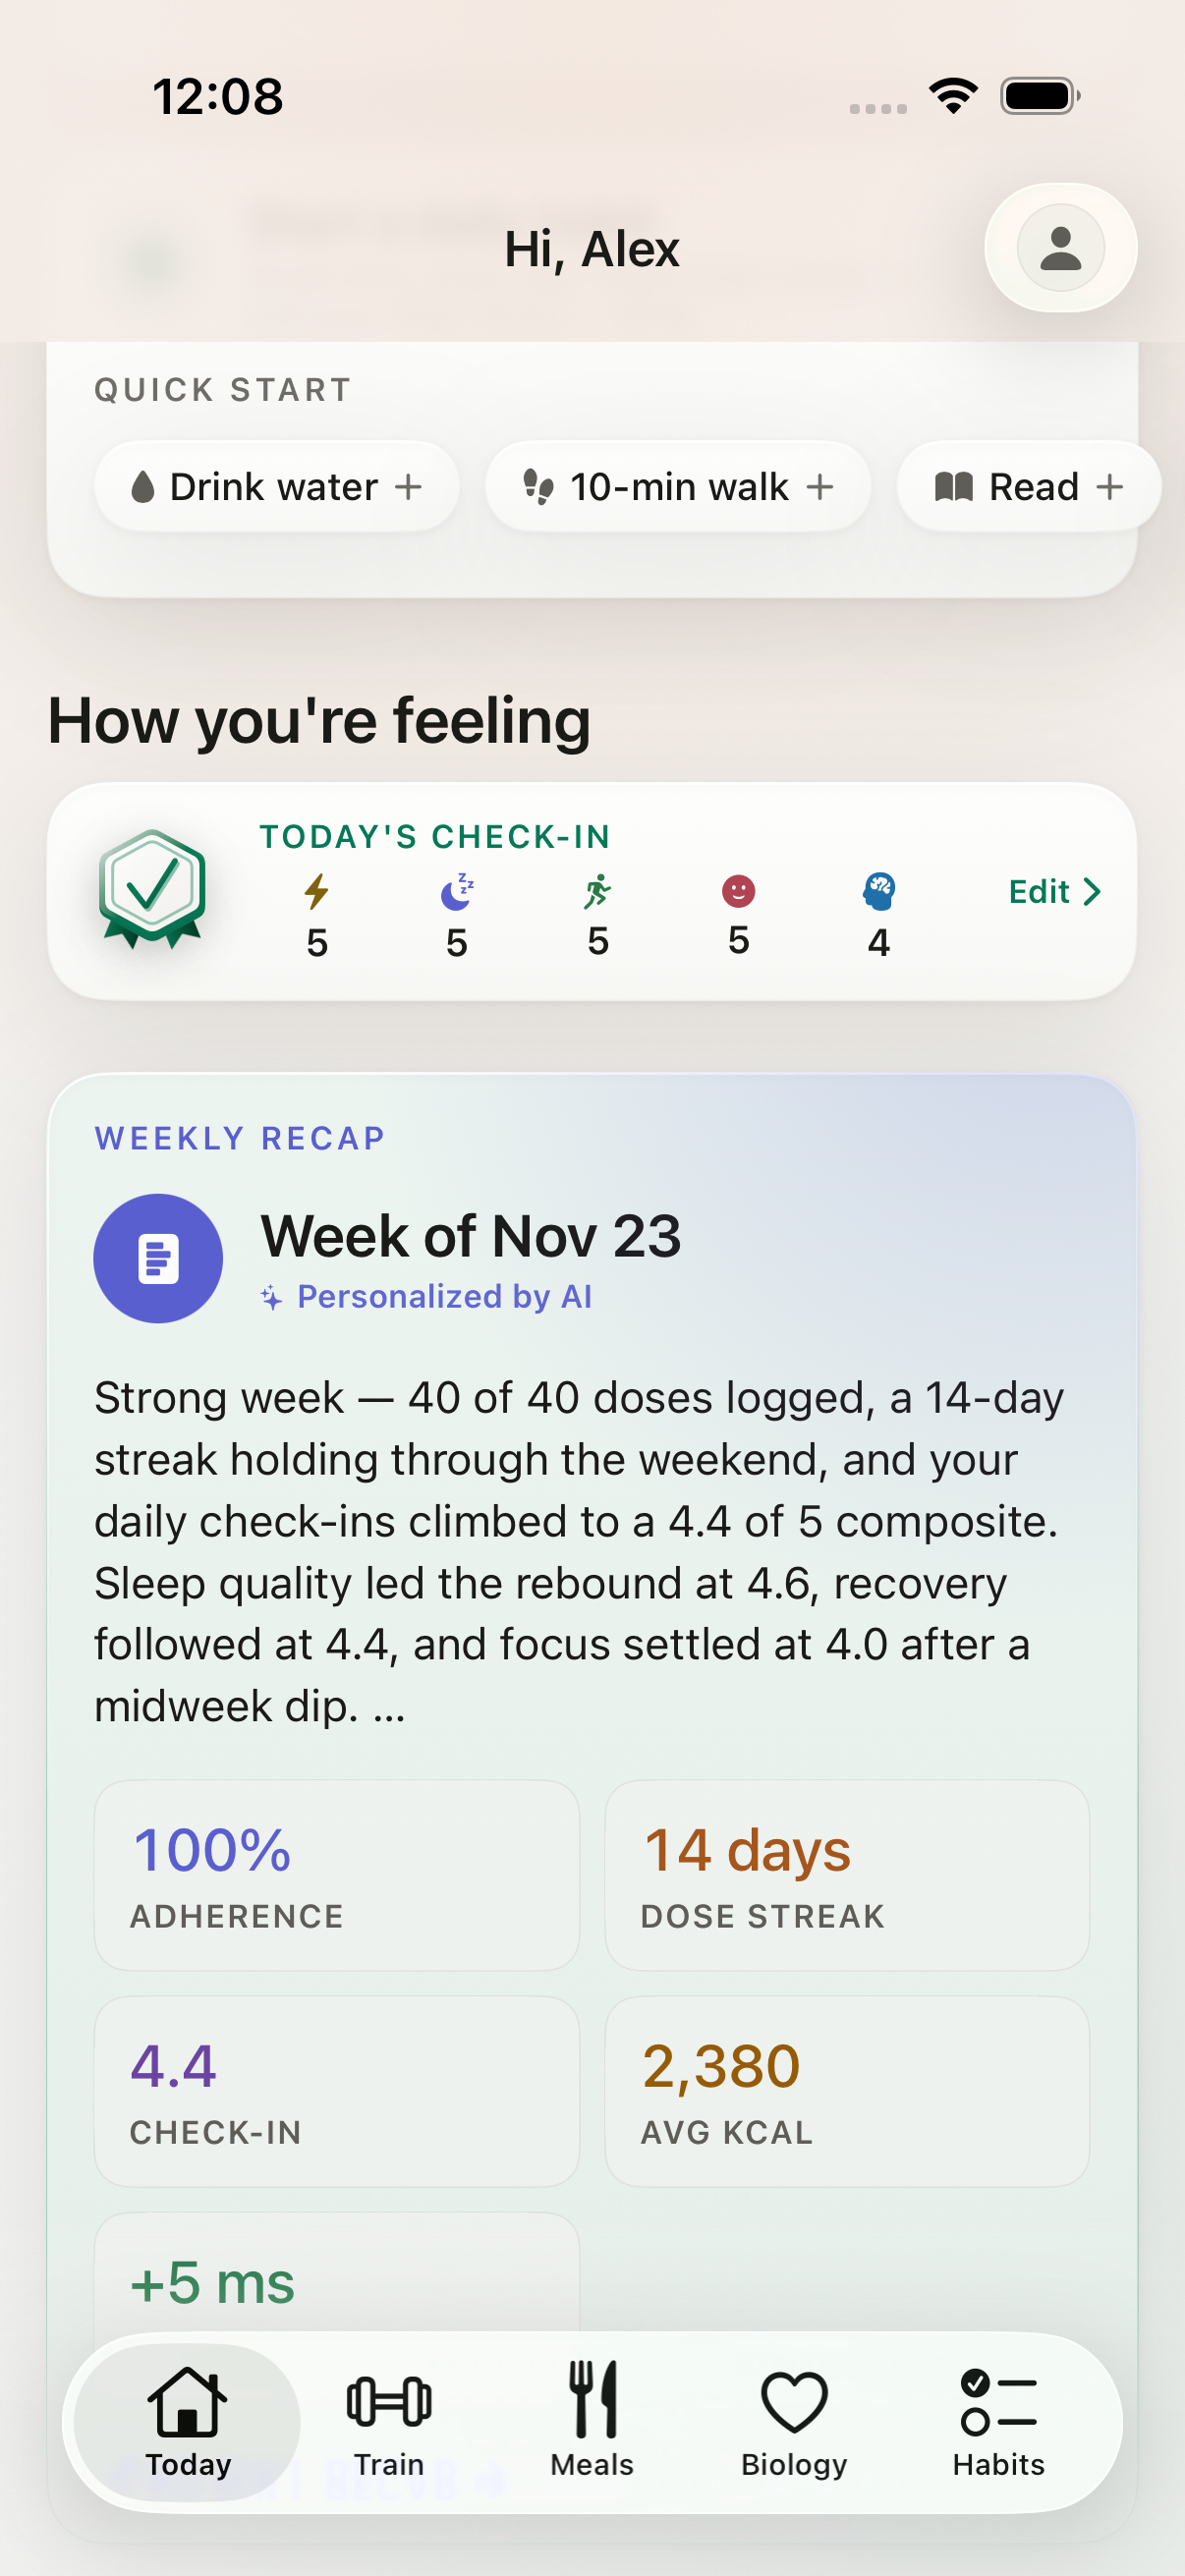 12:08
Hi, Alex
QUICK START
Drink water +
10-min walk +
Read +
How you're feeling
TODAY'S CHECK-IN
5 5 5 5 4
Edit >
WEEKLY RECAP
Week of Nov 23
Personalized by AI
Strong week — 40 of 40 doses logged, a 14-day
streak holding through the weekend, and your
daily check-ins climbed to a 4.4 of 5 composite.
Sleep quality led the rebound at 4.6, recovery
followed at 4.4, and focus settled at 4.0 after a
midweek dip. ...
100%
ADHERENCE
14 days
DOSE STREAK
4.4
CHECK-IN
2,380
AVG KCAL
+5 ms
Today
Train
Meals
Biology
Habits